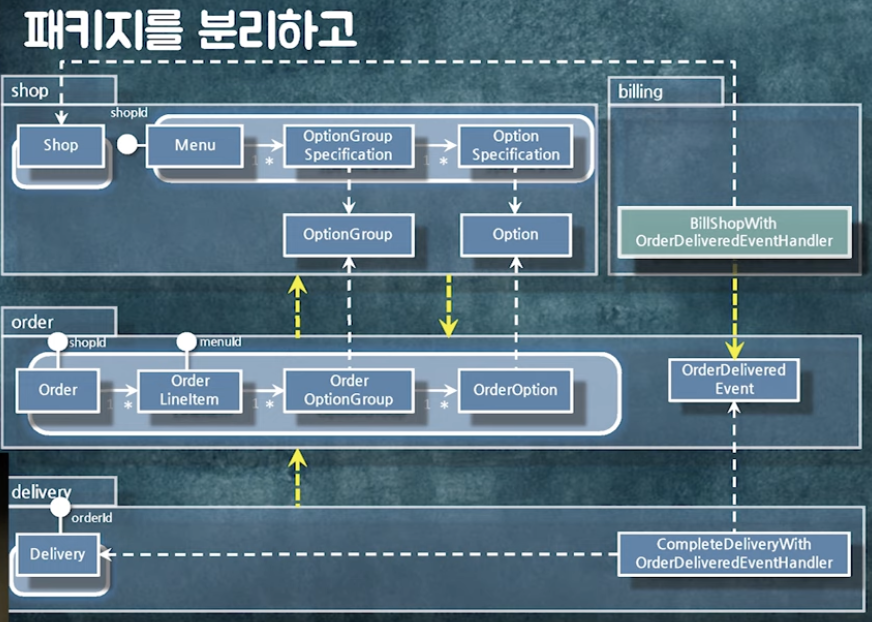 패키지를 분리하고
shop
billing
shopId
Shop
Menu
OptionGroup
Specification
Option
Specification
1
*
1
*
OptionGroup
Option
BillShopWith
OrderDeliveredEventHandler
order
shopId
menuId
Order
Order
LineItem
Order
OptionGroup
OrderOption
1
*
1
*
1
*
OrderDelivered
Event
delivery
orderId
Delivery
CompleteDeliveryWith
OrderDeliveredEventHandler